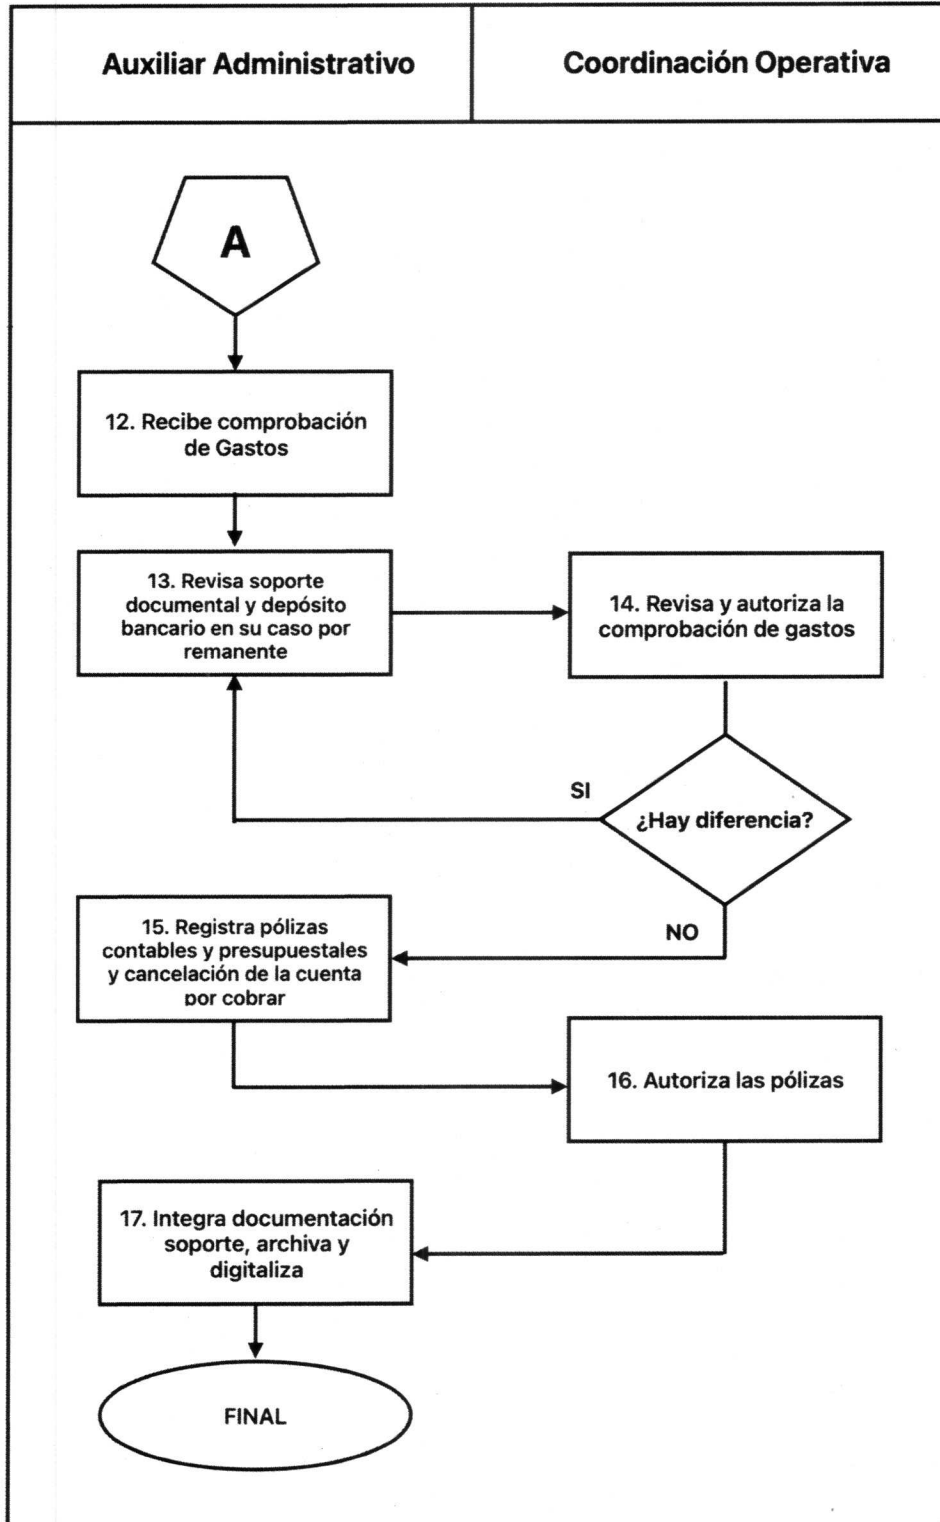 Auxiliar Administrativo
Coordinación Operativa
A
12. Recibe comprobación
de Gastos
13. Revisa soporte
documental y depósito
bancario en su caso por
remanente
14. Revisa y autoriza la
comprobación de gastos
SI
¿Hay diferencia?
NO
15. Registra pólizas
contables y presupuestales
y cancelación de la cuenta
por cobrar
16. Autoriza las pólizas
17. Integra documentación
soporte, archiva y
digitaliza
FINAL